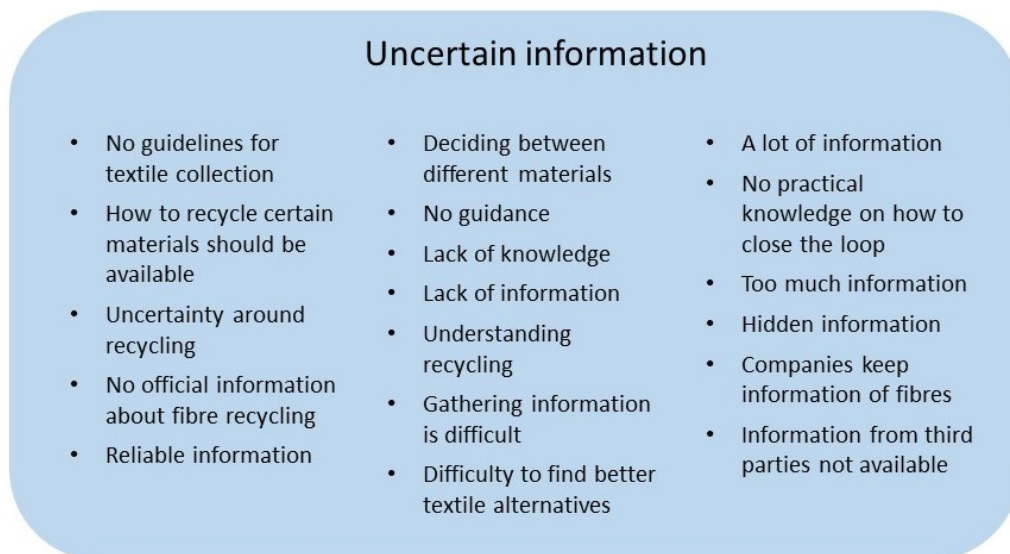 Uncertain information
• No guidelines for
textile collection
• How to recycle certain
materials should be
available
• Uncertainty around
recycling
• No official information
about fibre recycling
• Reliable information
• Deciding between
different materials
• No guidance
• Lack of knowledge
• Lack of information
• Understanding
recycling
• Gathering information
is difficult
• Difficulty to find better
textile alternatives
• A lot of information
• No practical
knowledge on how to
close the loop
• Too much information
• Hidden information
• Companies keep
information of fibres
• Information from third
parties not available